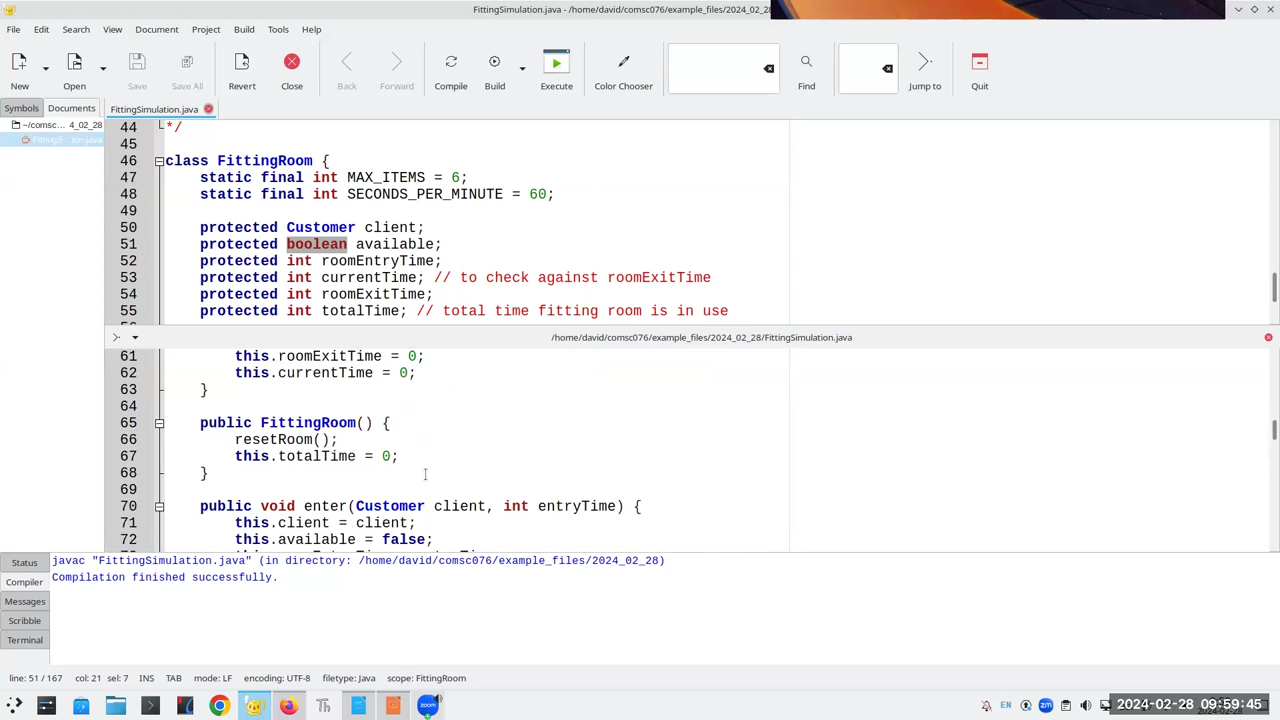 FittingSimulation.java - /home/david/comsc076/example_files/2024_02_28
File Edit Search View Document Project Build Tools Help
New Open Save Save All Revert Close Back Forward Compile Build Execute Color Chooser Find Jump to Quit
Symbols Documents FittingSimulation.java
~/comsc... 4_02_28
44 */
45
46 class FittingRoom {
47 static final int MAX_ITEMS = 6;
48 static final int SECONDS_PER_MINUTE = 60;
49
50 protected Customer client;
51 protected boolean available;
52 protected int roomEntryTime;
53 protected int currentTime; // to check against roomExitTime
54 protected int roomExitTime;
55 protected int totalTime; // total time fitting room is in use
/home/david/comsc076/example_files/2024_02_28/FittingSimulation.java
61 this.roomExitTime = 0;
62 this.currentTime = 0;
63 }
64
65 public FittingRoom() {
66 resetRoom();
67 this.totalTime = 0;
68 }
69
70 public void enter(Customer client, int entryTime) {
71 this.client = client;
72 this.available = false;
Status
Compiler
Messages
Scribble
Terminal
javac "FittingSimulation.java" (in directory: /home/david/comsc076/example_files/2024_02_28)
Compilation finished successfully.
line: 51 / 167 col: 21 sel: 7 INS TAB mode: LF encoding: UTF-8 filetype: Java scope: FittingRoom
Th zoom EN zm 2024-02-28 09:59:45